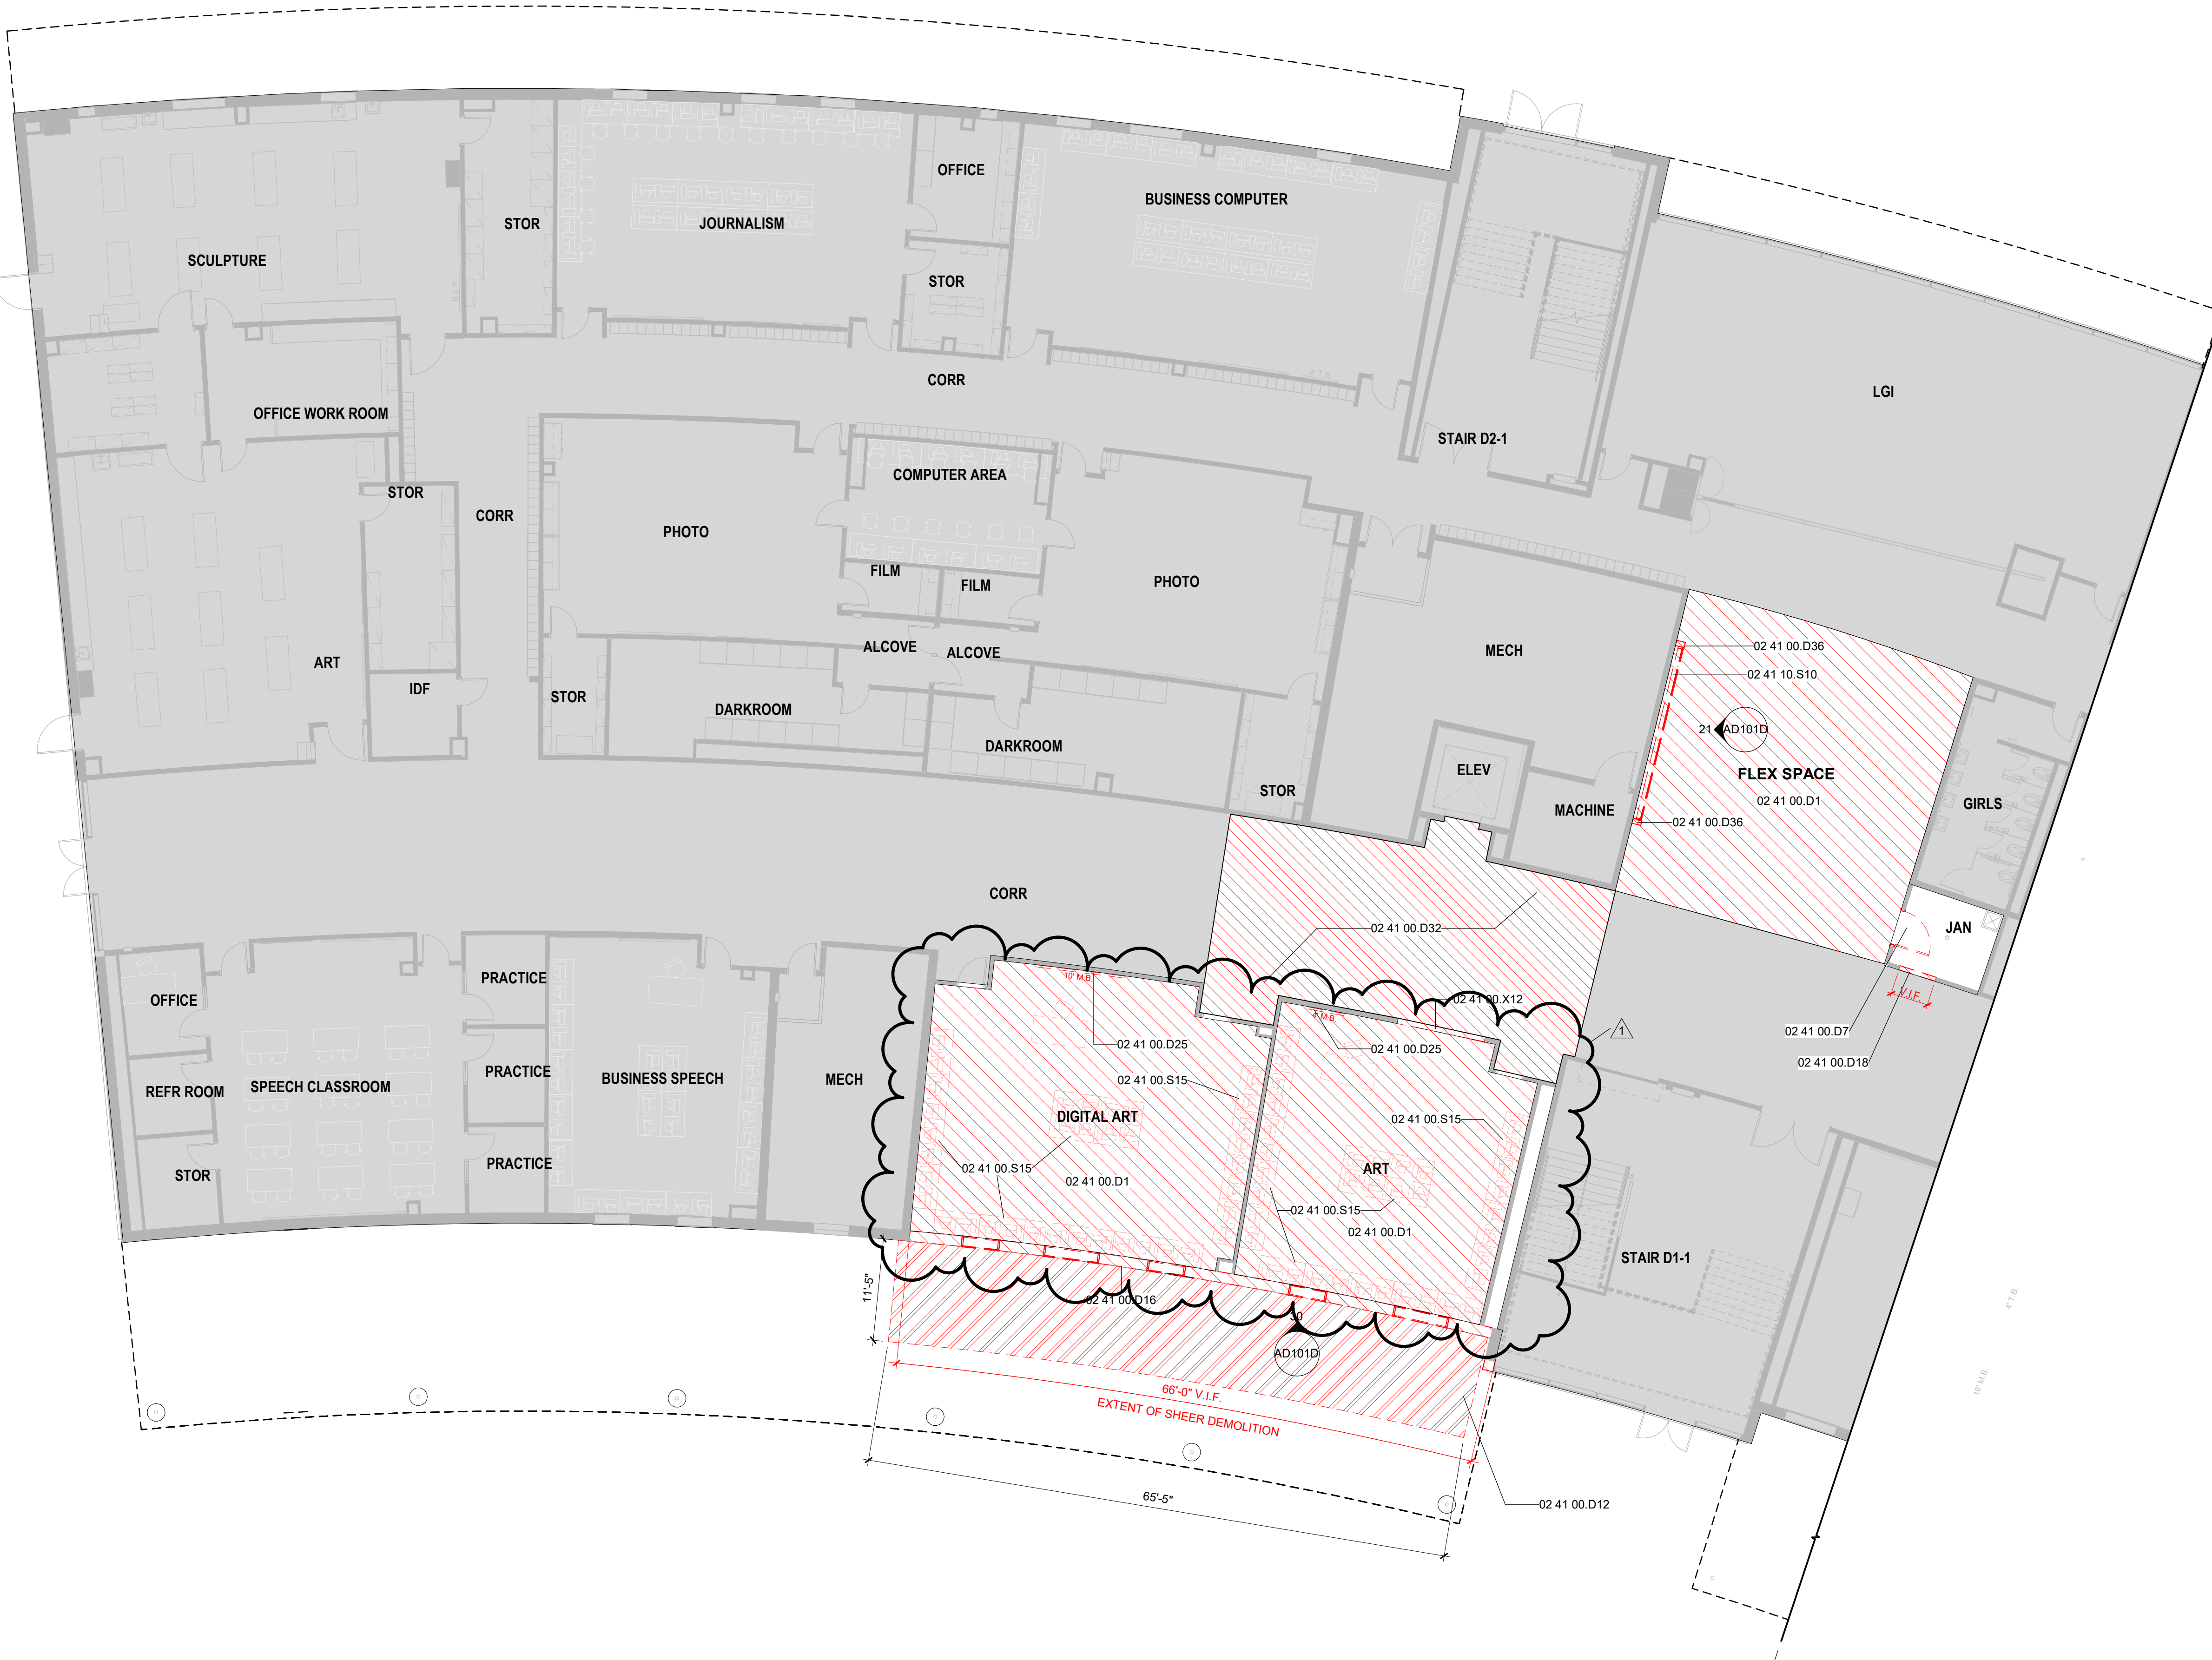 OFFICE
BUSINESS COMPUTER
STOR
JOURNALISM
SCULPTURE
STOR
4' T.B.
CORR
LGI
OFFICE WORK ROOM
STAIR D2-1
COMPUTER AREA
STOR
CORR
PHOTO
FILM
FILM
PHOTO
ALCOVE
ALCOVE
MECH
02 41 00.D36
ART
02 41 10.S10
IDF
STOR
DARKROOM
21
AD101D
DARKROOM
ELEV
FLEX SPACE
02 41 00.D1
STOR
MACHINE
GIRLS
02 41 00.D36
CORR
02 41 00.D32
JAN
10' M.B.
PRACTICE
OFFICE
02 41 00.X12
V.I.F.
4' M.B.
1
02 41 00.D7
02 41 00.D25
02 41 00.D25
02 41 00.D18
PRACTICE
BUSINESS SPEECH
MECH
02 41 00.S15
SPEECH CLASSROOM
REFR ROOM
DIGITAL ART
02 41 00.S15
PRACTICE
02 41 00.S15
ART
STOR
02 41 00.D1
02 41 00.S15
02 41 00.D1
STAIR D1-1
11'-5"
02 41 00.D16
4' T.B.
30
AD101D
16' M.B.
66'-0" V.I.F.
EXTENT OF SHEER DEMOLITION
65'-5"
02 41 00.D12